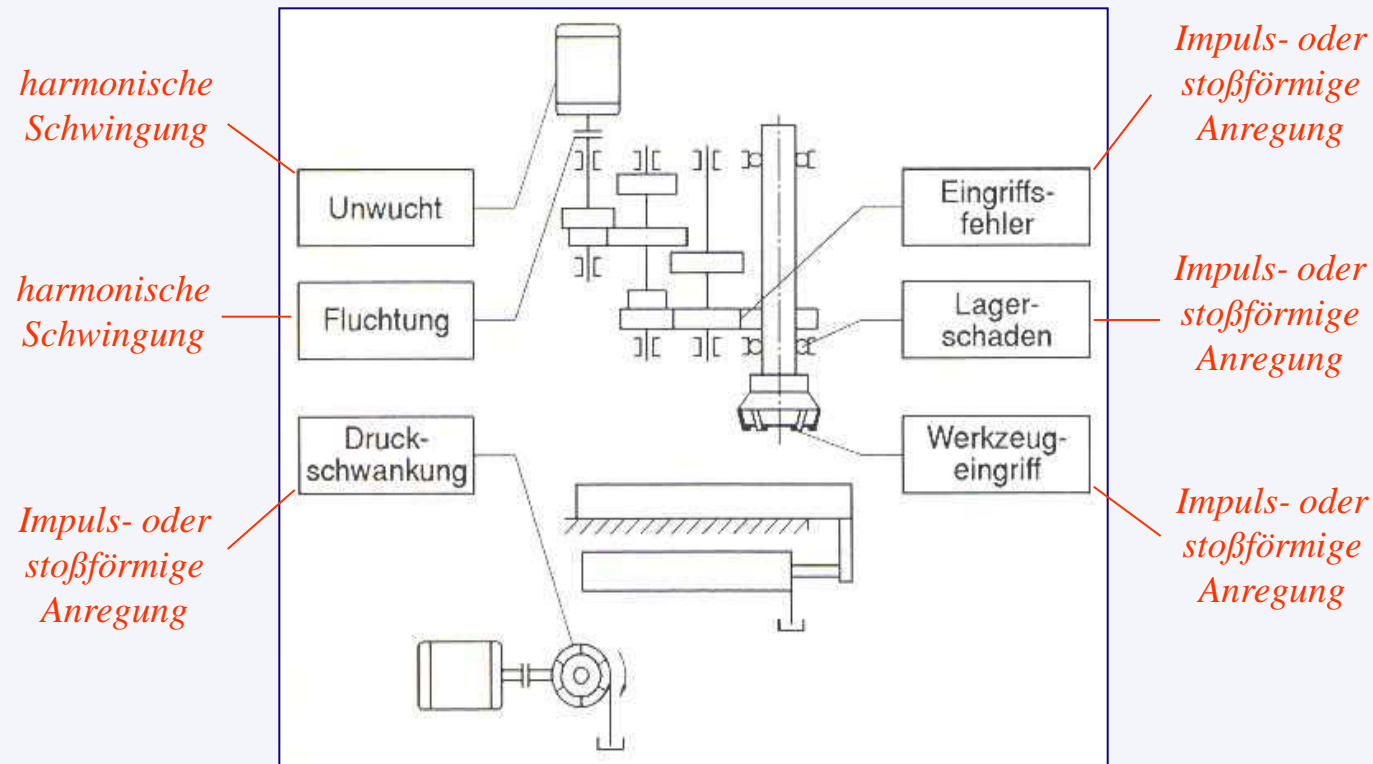 harmonische
Schwingung
Unwucht
harmonische
Schwingung
Fluchtung
Druck-
schwankung
Impuls- oder
stoßförmige
Anregung
Impuls- oder
stoßförmige
Anregung
Eingriffs-
fehler
Impuls- oder
stoßförmige
Anregung
Lager-
schaden
Werkzeug-
eingriff
Impuls- oder
stoßförmige
Anregung